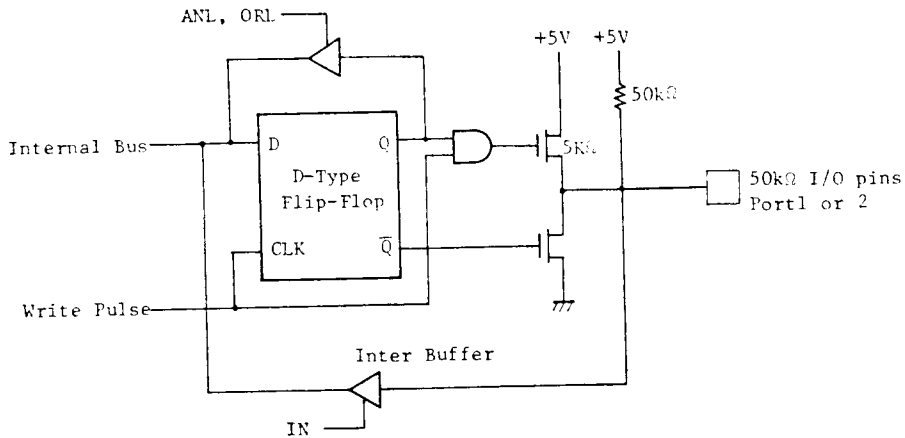 ANL, ORL
+5V
+5V
50kΩ
Internal Bus
D
Q
5KΩ
D-Type
Flip-Flop
50kΩ I/O pins
Port1 or 2
CLK
Q̅
Write Pulse
Inter Buffer
IN